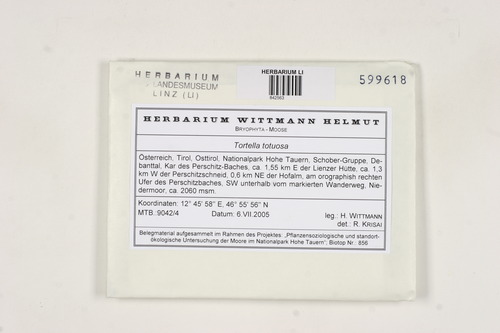 HERBARIUM
LANDESMUSEUM
LINZ (LI)
HERBARIUM LI
842563
599618
HERBARIUM WITTMANN HELMUT
BRYOPHYTA - MOOSE
Tortella totuosa
Österreich, Tirol, Osttirol, Nationalpark Hohe Tauern, Schober-Gruppe, De-
banttal, Kar des Perschitz-Baches, ca. 1,55 km E der Lienzer Hütte, ca. 1,3
km W der Perschitzschneid, 0,6 km NE der Hofalm, am orographish rechten
Ufer des Perschitzbaches. SW unterhalb vom markierten Wanderweg, Nie-
dermoor, ca. 2060 msm.
Koordinaten: 12° 45' 58" E, 46° 55' 56" N
MTB.:9042/4 Datum: 6.VII.2005 leg.: H. WITTMANN
det.: R. KRISAI
Belegmaterial aufgesammelt im Rahmen des Projektes: „Pflanzensoziologische und standort-
ökologische Untersuchung der Moore im Nationalpark Hohe Tauern"; Biotop Nr.: 856